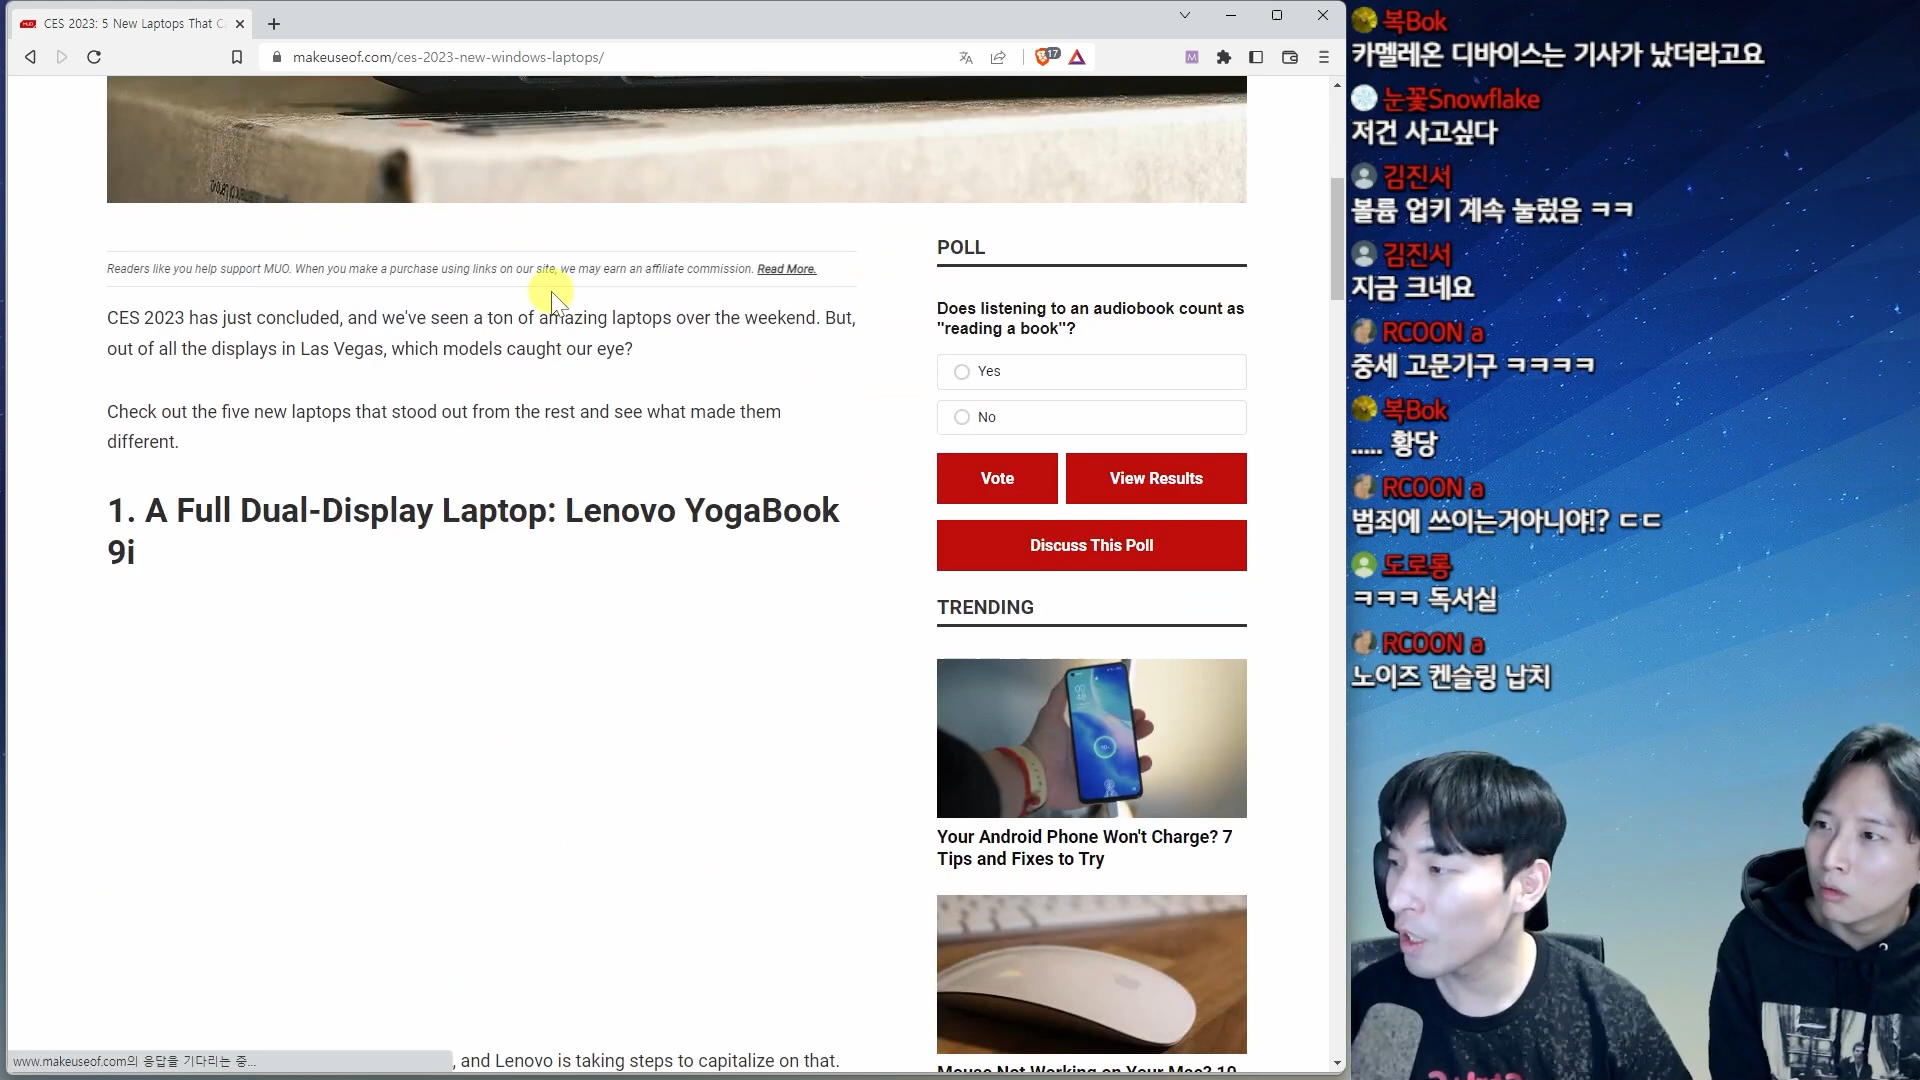 CES 2023: 5 New Laptops That C
makeuseof.com/ces-2023-new-windows-laptops/
17
M
Readers like you help support MUO. When you make a purchase using links on our site, we may earn an affiliate commission. Read More.
CES 2023 has just concluded, and we've seen a ton of amazing laptops over the weekend. But,
out of all the displays in Las Vegas, which models caught our eye?
Check out the five new laptops that stood out from the rest and see what made them
different.
1. A Full Dual-Display Laptop: Lenovo YogaBook
9i
, and Lenovo is taking steps to capitalize on that.
www.makeuseof.com의 응답을 기다리는 중...
POLL
Does listening to an audiobook count as
"reading a book"?
Yes
No
Vote
View Results
Discuss This Poll
TRENDING
Your Android Phone Won't Charge? 7
Tips and Fixes to Try
Mouse Not Working on Your Mac? 10
복Bok
카멜레온 디바이스는 기사가 났더라고요
눈꽃Snowflake
저건 사고싶다
김진서
볼륨 업키 계속 눌렀음 ㅋㅋ
김진서
지금 크네요
RCOON a
중세 고문기구 ㅋㅋㅋㅋ
복Bok
..... 황당
RCOON a
범죄에 쓰이는거아니야!? ㄷㄷ
도로롱
ㅋㅋㅋ 독서실
RCOON a
노이즈 켄슬링 납치